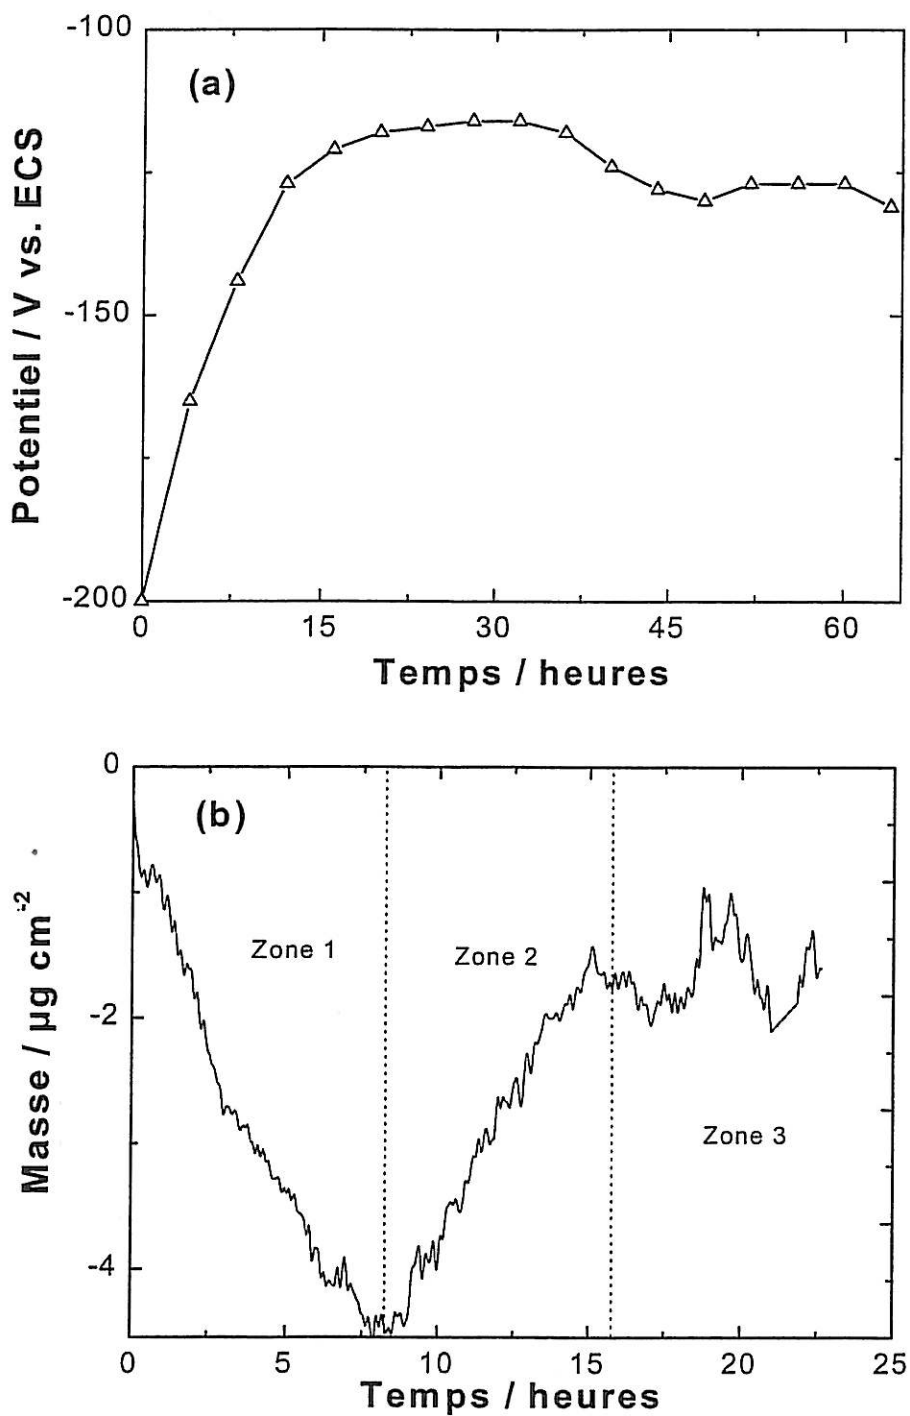 (a)
Potentiel / V vs. ECS
-100
-150
-200
0 15 30 45 60
Temps / heures
(b)
Masse / µg cm-2
0
-2
-4
Zone 1
Zone 2
Zone 3
0 5 10 15 20 25
Temps / heures